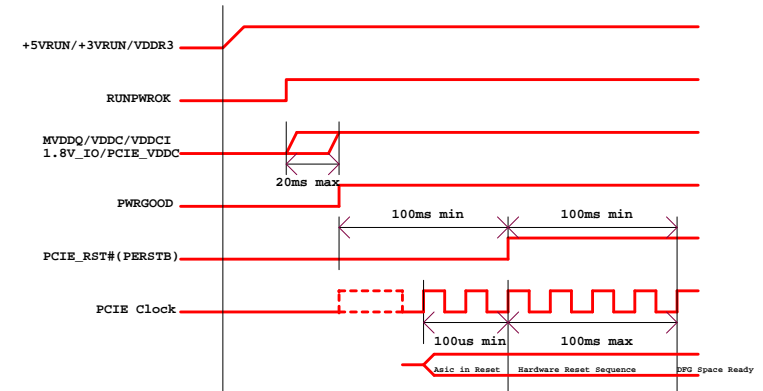 +5VRUN/+3VRUN/VDDR3
RUNPWROK
MVDDQ/VDDC/VDDCI
1.8V_IO/PCIE_VDDC
20ms max
PWRGOOD
100ms min
100ms min
PCIE_RST#(PERSTB)
PCIE Clock
100us min
100ms max
Asic in Reset
Hardware Reset Sequence
DFG Space Ready